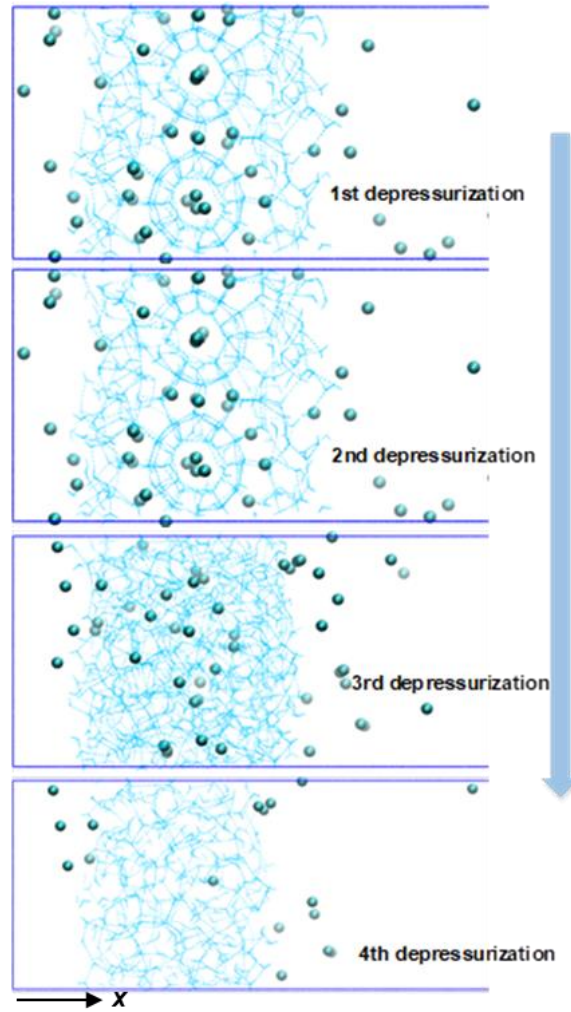 1st depressurization
2nd depressurization
3rd depressurization
4th depressurization
x